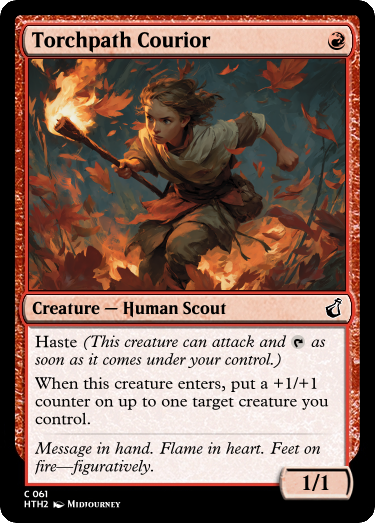 Torchpath Courior
Creature — Human Scout
Haste (This creature can attack and as
soon as it comes under your control.)
When this creature enters, put a +1/+1
counter on up to one target creature you
control.
Message in hand. Flame in heart. Feet on
fire—figuratively.
1/1
C 061
HTH2 Midjourney